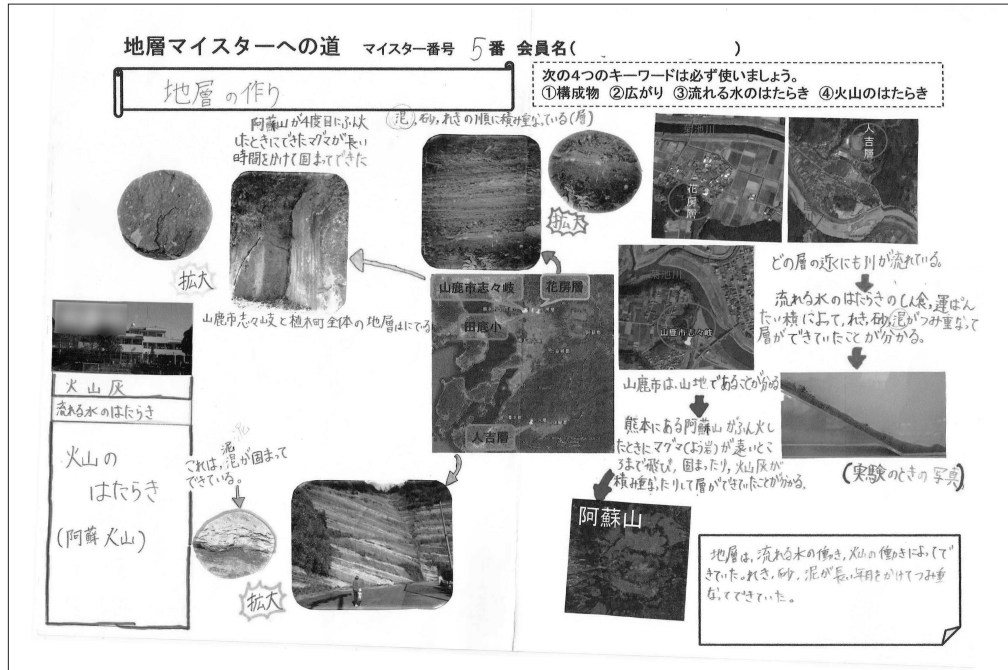 地層マイスターへの道 マイスター番号 5番 会員名( )
次の4つのキーワードは必ず使いましょう。
①構成物 ②広がり ③流れる水のはたらき ④火山のはたらき
地層の作り
阿蘇山が4度目にふん火
したときにできたマグマが長い
時間をかけて固まってできた
泥、砂、れきの順に積み重なっている(層)
拡大
拡大
山鹿市志々岐と植木町全体の地層はにてる
山鹿市志々岐
花房層
田底小
人吉層
菊池川
花房層
人吉層
どの層の近くにも川が流れている。
流れる水のはたらきのしん食、運ぱん
たい積によって、れき、砂、泥がつみ重なって
層ができていたことが分かる。
(実験のときの写真)
菊池川
山鹿市志々岐
山鹿市は、山地であることが分かる
熊本にある阿蘇山がふん火し
たときにマグマ(よう岩)が遠いとこ
ろまで飛び、固まったり、火山灰が
積み重なったりして層ができていたことが分かる。
阿蘇山
火山灰
流れる水のはたらき
火山の
はたらき
(阿蘇火山)
泥
これは、泥が固まって
できている。
拡大
地層は、流れる水の働き、火山の働きによってで
きていた。れき、砂、泥が長い年月をかけてつみ重
なってできていた。